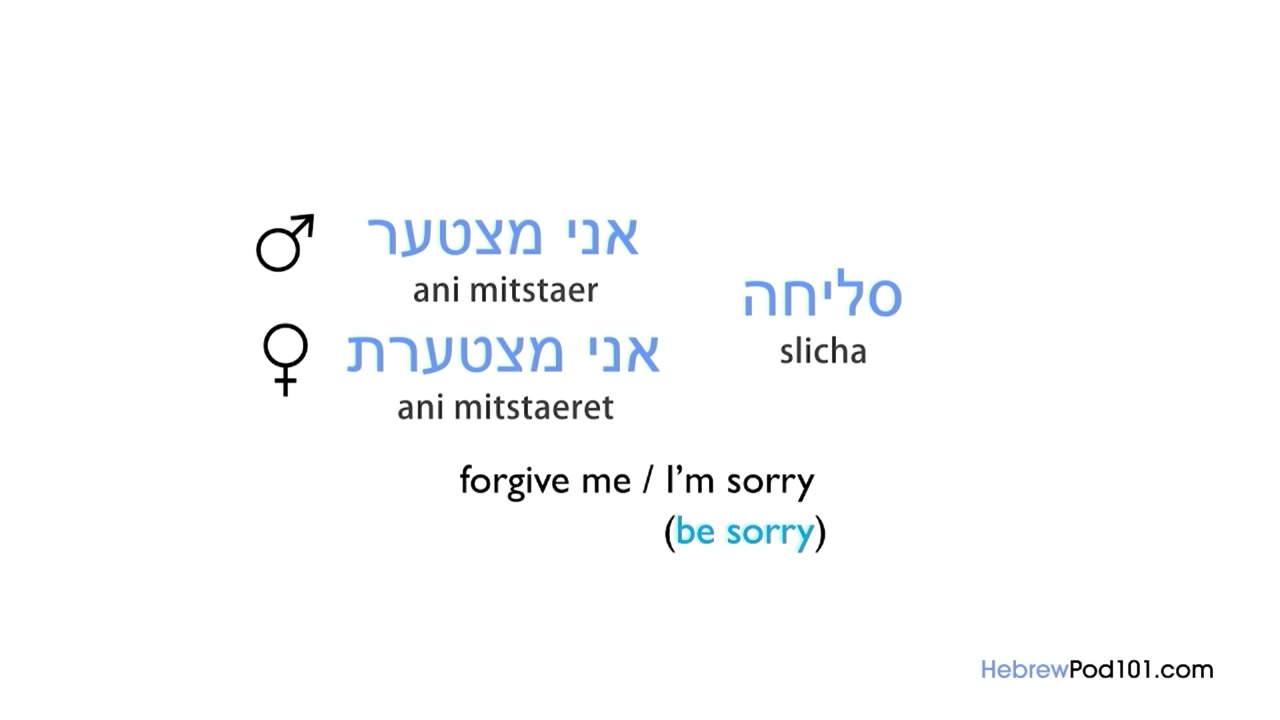 אני מצטער
ani mitstaer
אני מצטערת
ani mitstaeret
סליחה
slicha
forgive me / I'm sorry
(be sorry)
HebrewPod101.com